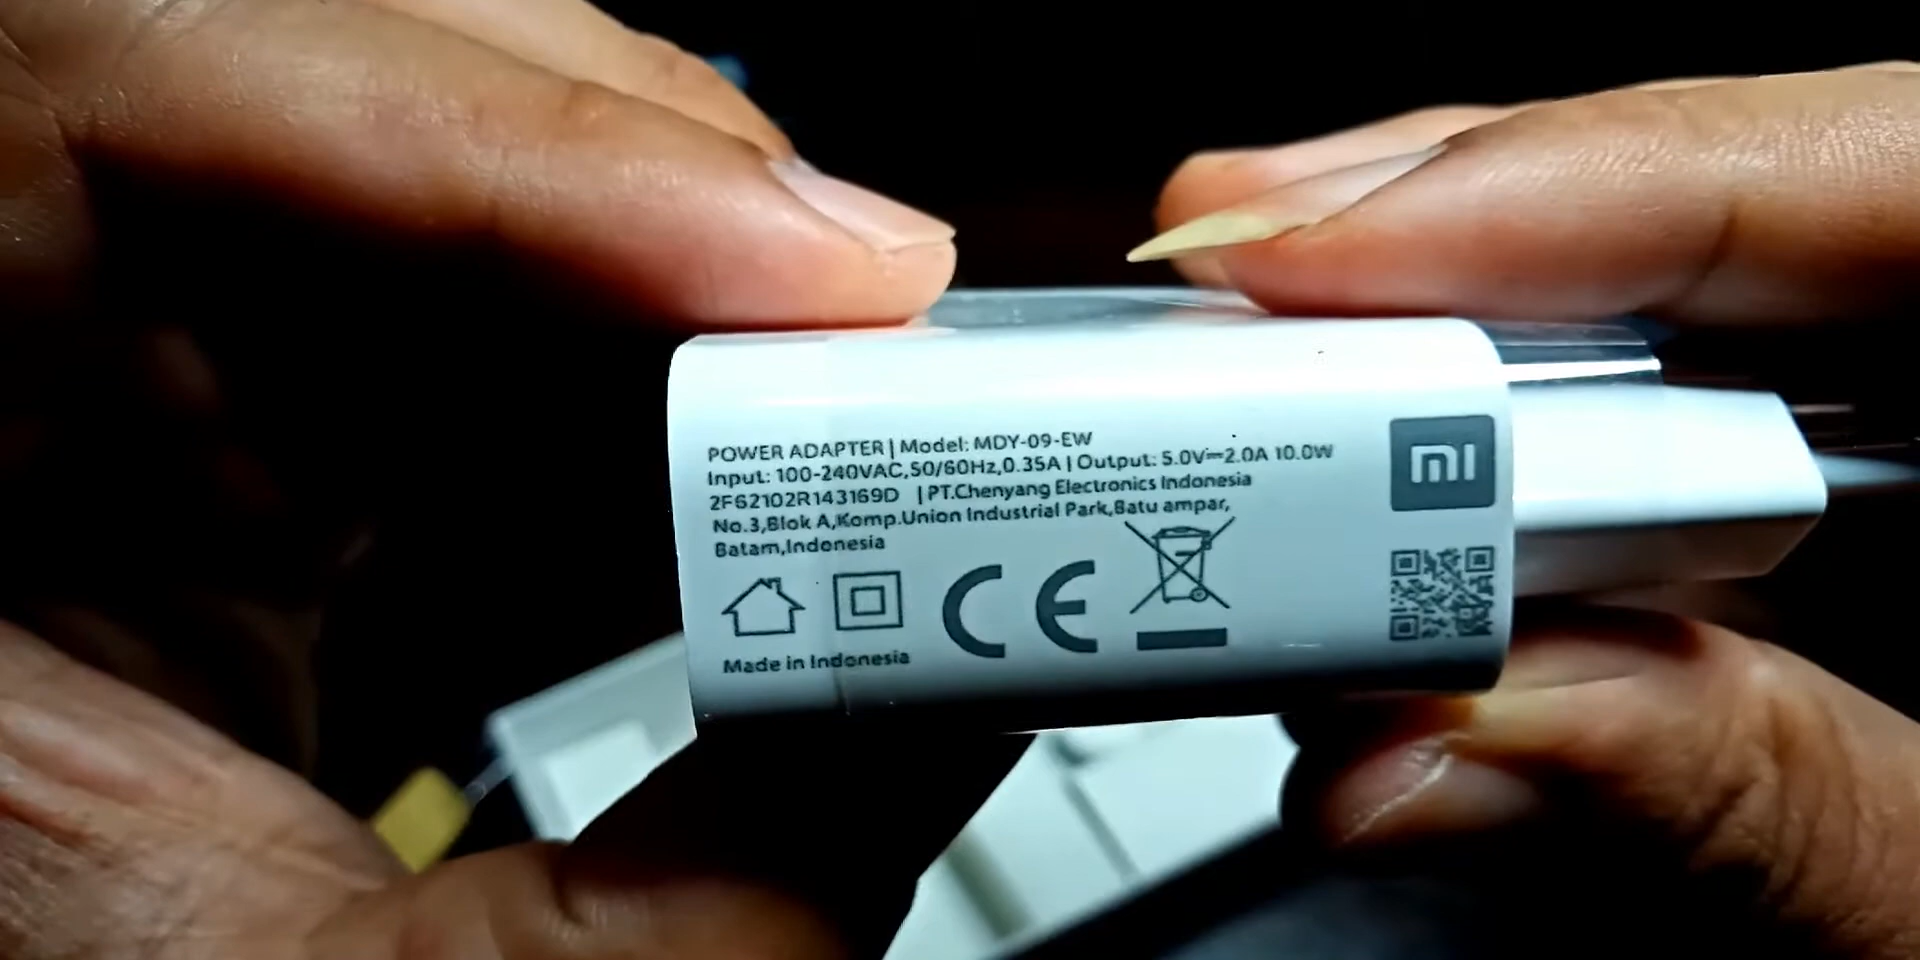 POWER ADAPTER | Model: MDY-09-EW
Input: 100-240VAC,50/60Hz,0.35A | Output: 5.0V⎓2.0A 10.0W
2F62102R143169D | PT.Chenyang Electronics Indonesia
No.3,Blok A,Komp.Union Industrial Park,Batu ampar,
Batam,Indonesia
mi
CE
Made in Indonesia